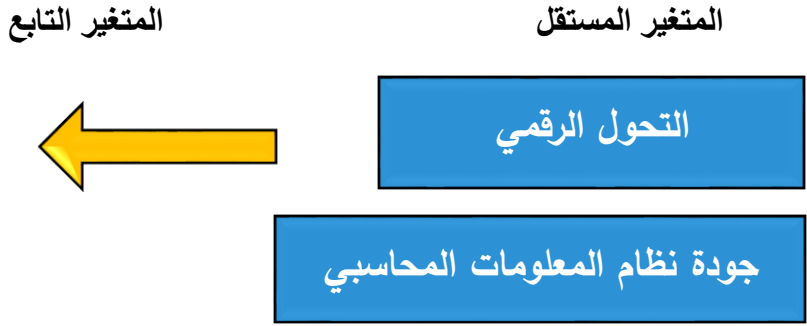 المتغير المستقل
المتغير التابع
التحول الرقمي
جودة نظام المعلومات المحاسبي